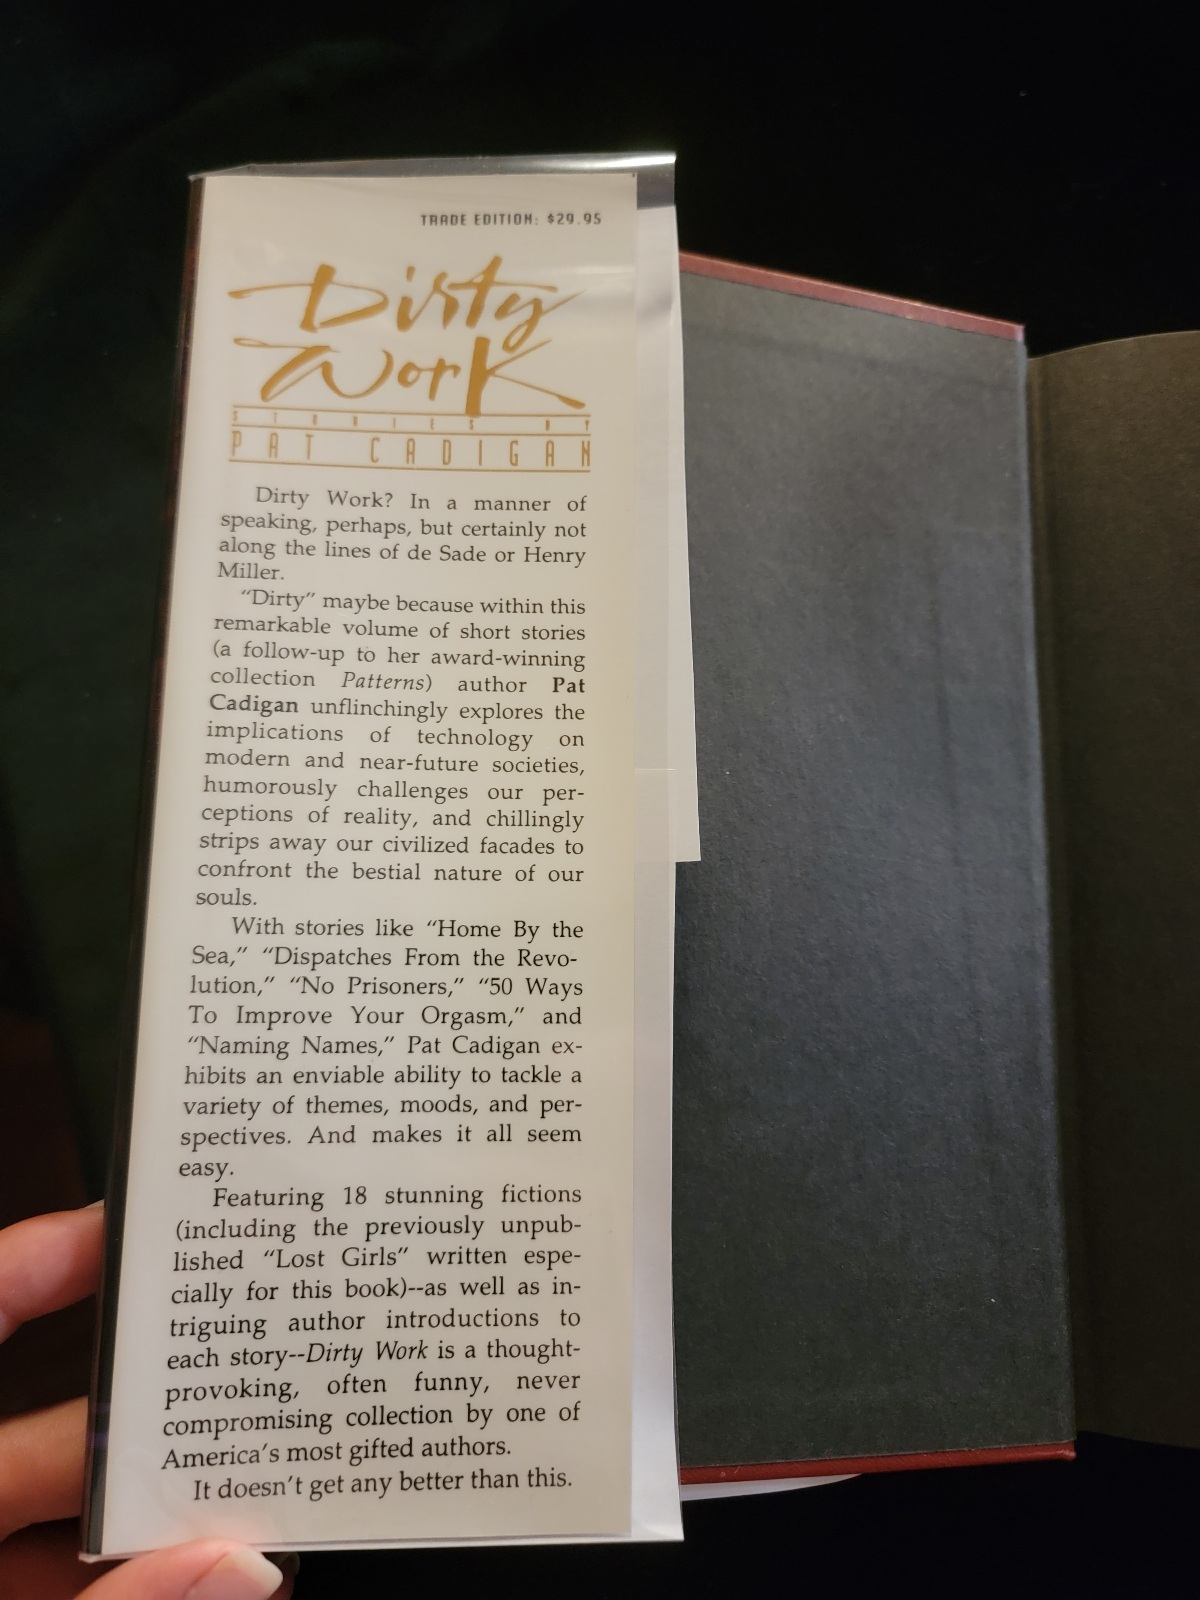 TRADE EDITION: $29.95
Dirty
Work
STORIES BY
PAT CADIGAN
Dirty Work? In a manner of
speaking, perhaps, but certainly not
along the lines of de Sade or Henry
Miller.
“Dirty” maybe because within this
remarkable volume of short stories
(a follow-up to her award-winning
collection Patterns) author Pat
Cadigan unflinchingly explores the
implications of technology on
modern and near-future societies,
humorously challenges our per-
ceptions of reality, and chillingly
strips away our civilized facades to
confront the bestial nature of our
souls.
With stories like “Home By the
Sea,” “Dispatches From the Revo-
lution,” “No Prisoners,” “50 Ways
To Improve Your Orgasm,” and
“Naming Names,” Pat Cadigan ex-
hibits an enviable ability to tackle a
variety of themes, moods, and per-
spectives. And makes it all seem
easy.
Featuring 18 stunning fictions
(including the previously unpub-
lished “Lost Girls” written espe-
cially for this book)--as well as in-
triguing author introductions to
each story--Dirty Work is a thought-
provoking, often funny, never
compromising collection by one of
America’s most gifted authors.
It doesn’t get any better than this.